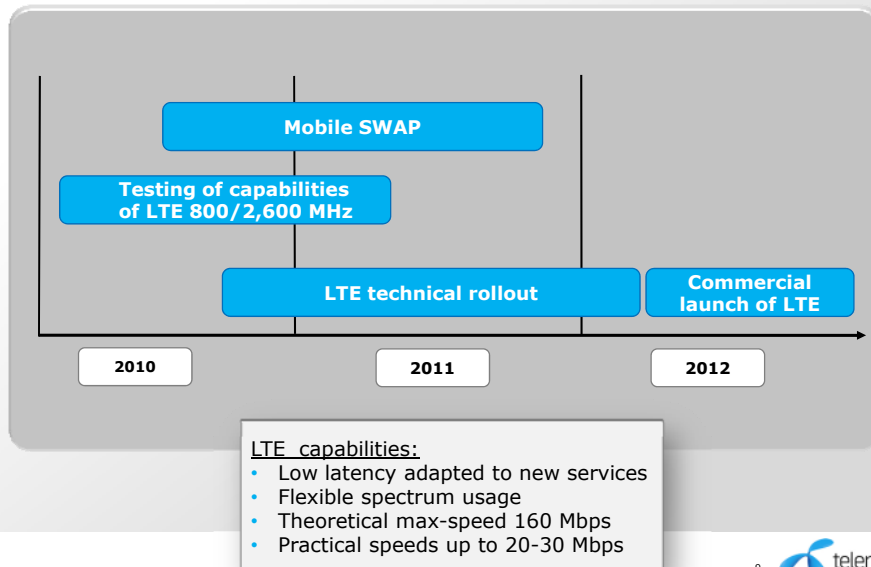 Mobile SWAP
Testing of capabilities
of LTE 800/2,600 MHz
LTE technical rollout
Commercial
launch of LTE
2010
2011
2012
LTE capabilities:
• Low latency adapted to new services
• Flexible spectrum usage
• Theoretical max-speed 160 Mbps
• Practical speeds up to 20-30 Mbps